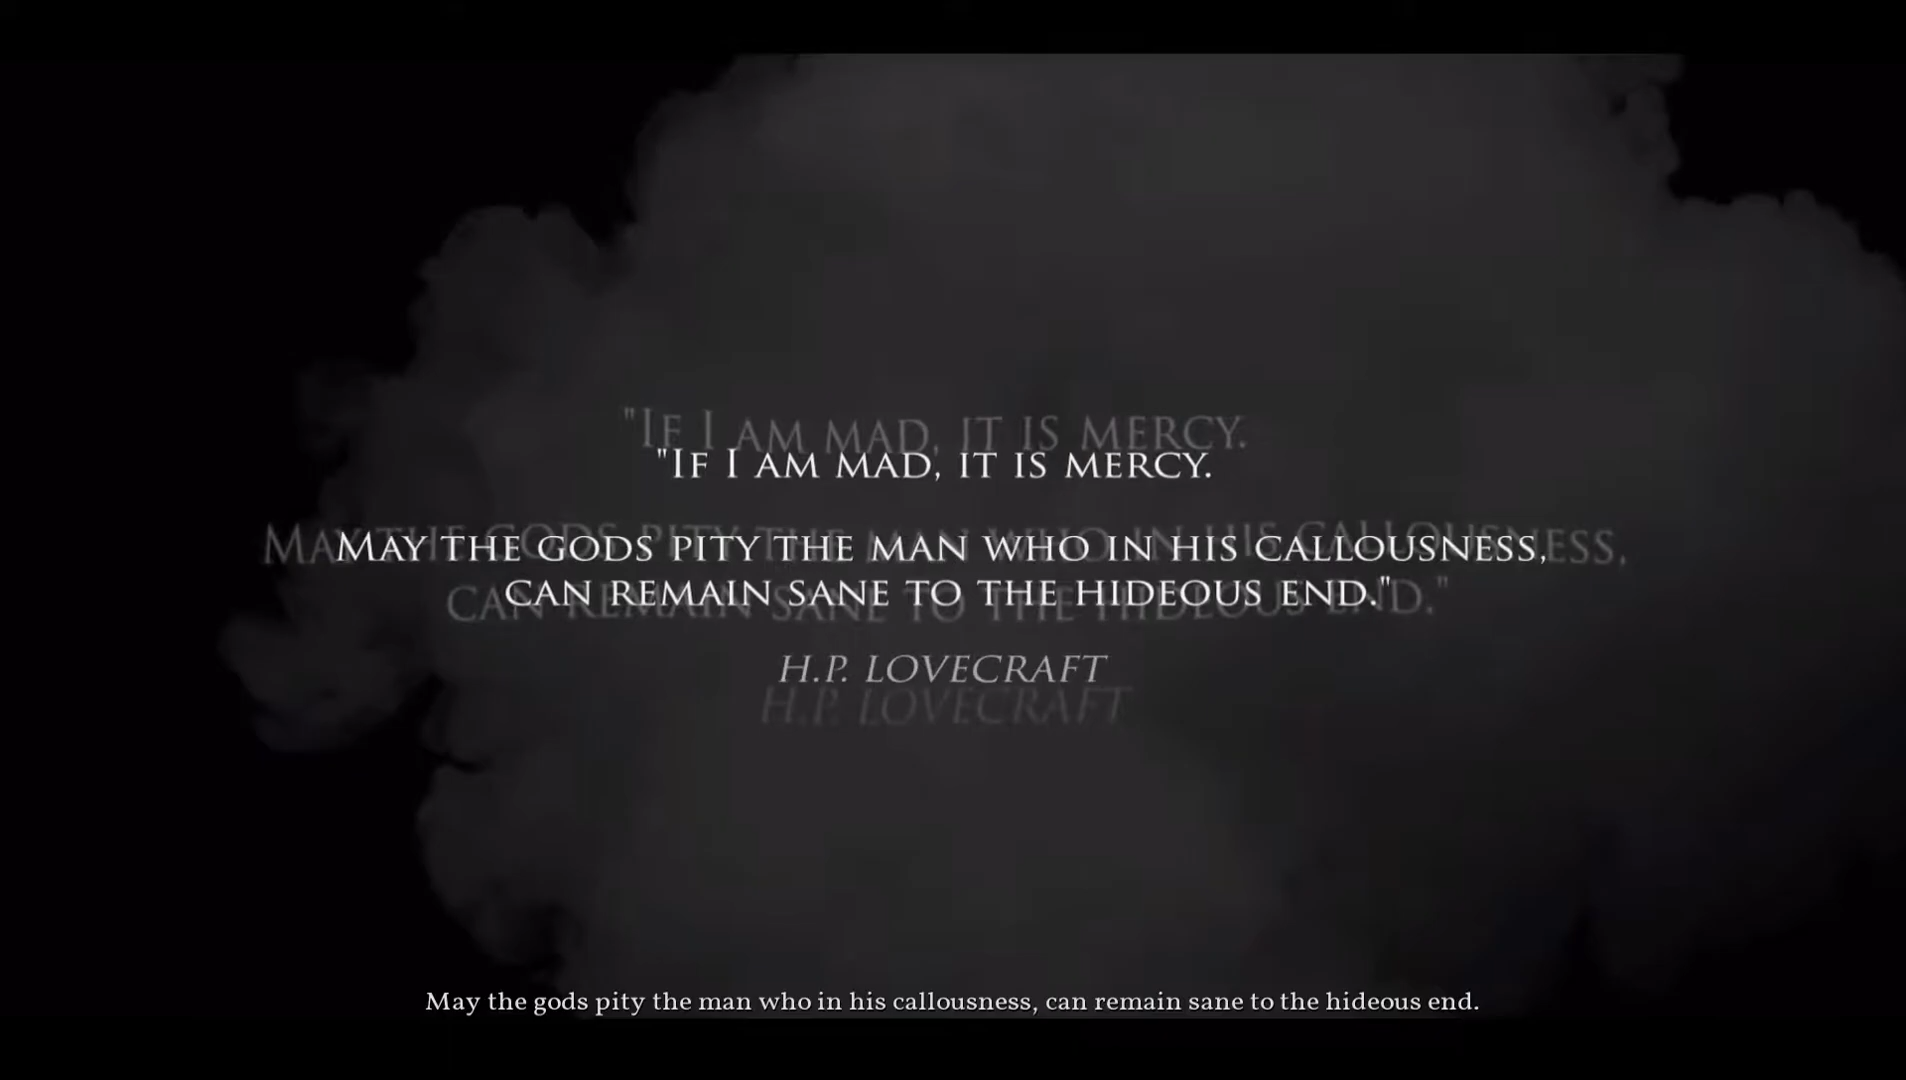 "If I am mad, it is mercy.
May the gods pity the man who in his callousness,
can remain sane to the hideous end."
H.P. Lovecraft
May the gods pity the man who in his callousness, can remain sane to the hideous end.